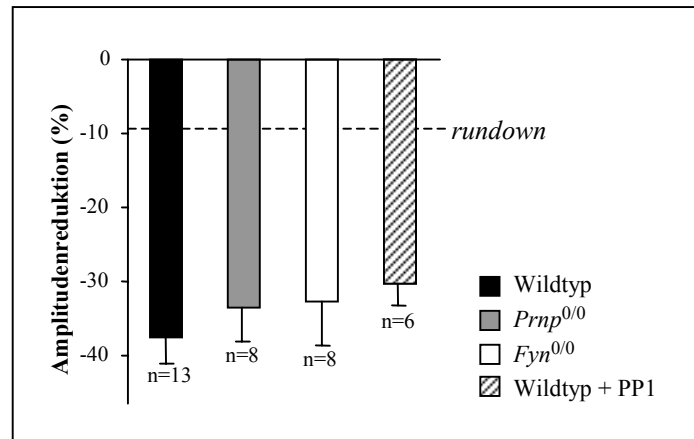 Amplitudenreduktion (%)
0
-10
-20
-30
-40
rundown
n=13
n=8
n=8
n=6
Wildtyp
Prnp0/0
Fyn0/0
Wildtyp + PP1